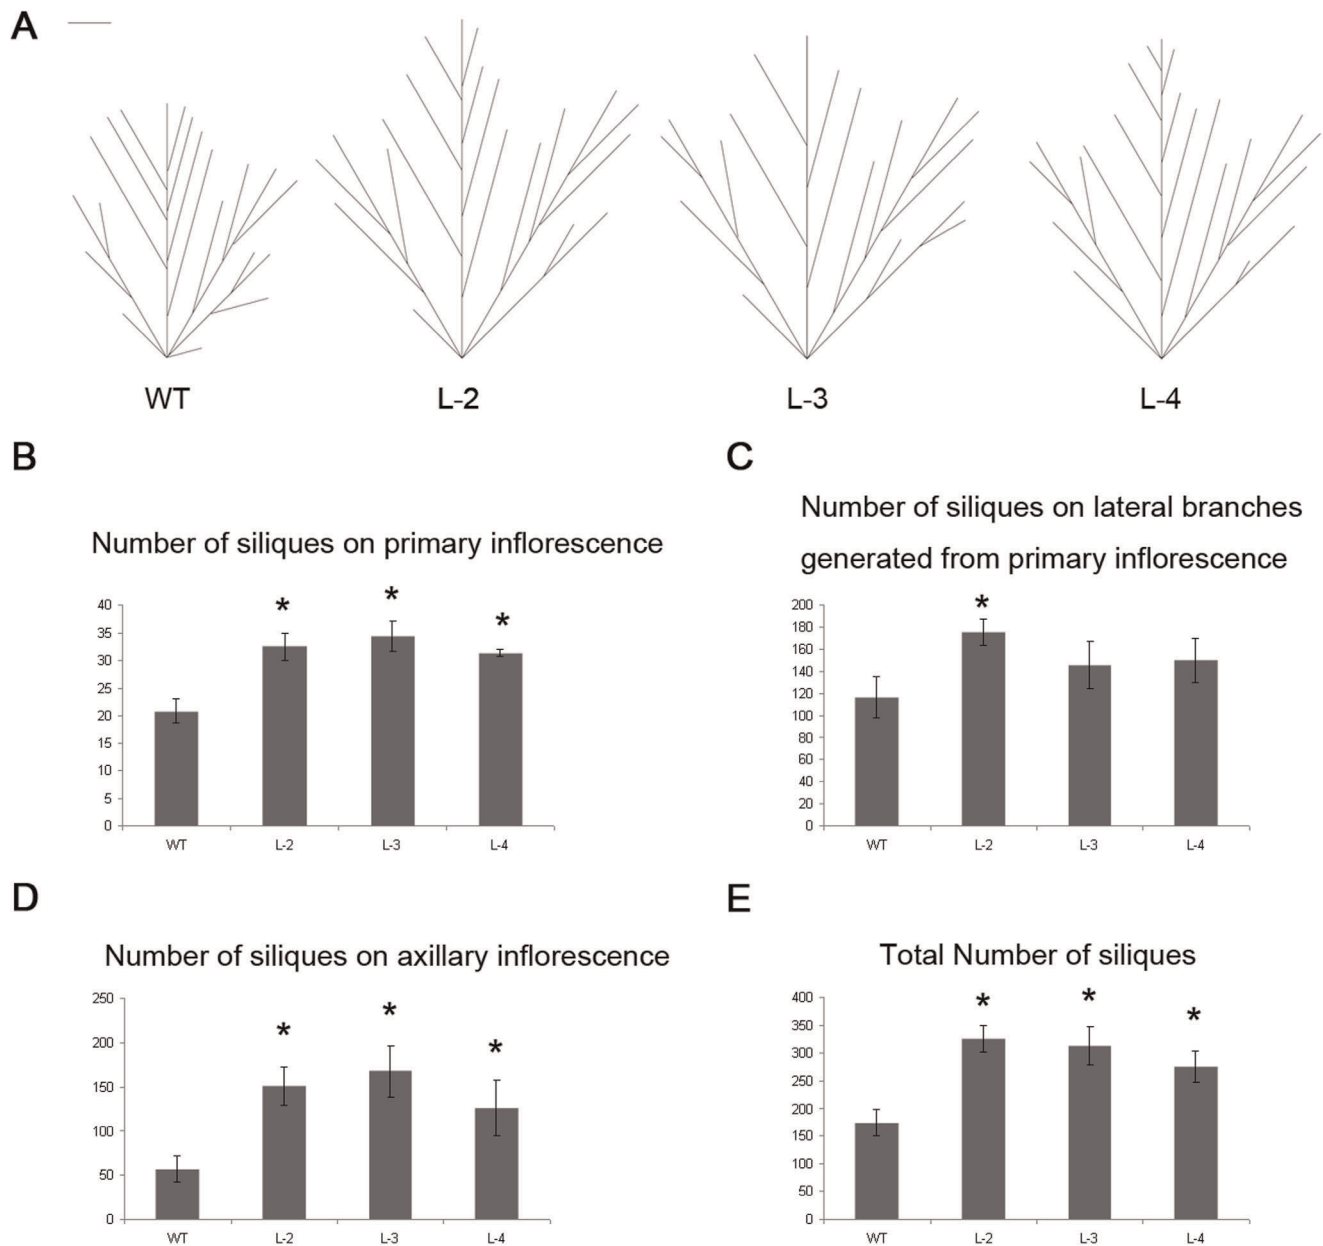 A
WT L-2 L-3 L-4
B
Number of siliques on primary inflorescence
40
35
30
25
20
15
10
5
0
* * *
WT L-2 L-3 L-4
C
Number of siliques on lateral branches
generated from primary inflorescence
200
180
160
140
120
100
80
60
40
20
0
*
WT L-2 L-3 L-4
D
Number of siliques on axillary inflorescence
250
200
150
100
50
0
* * *
WT L-2 L-3 L-4
E
Total Number of siliques
400
350
300
250
200
150
100
50
0
* * *
WT L-2 L-3 L-4